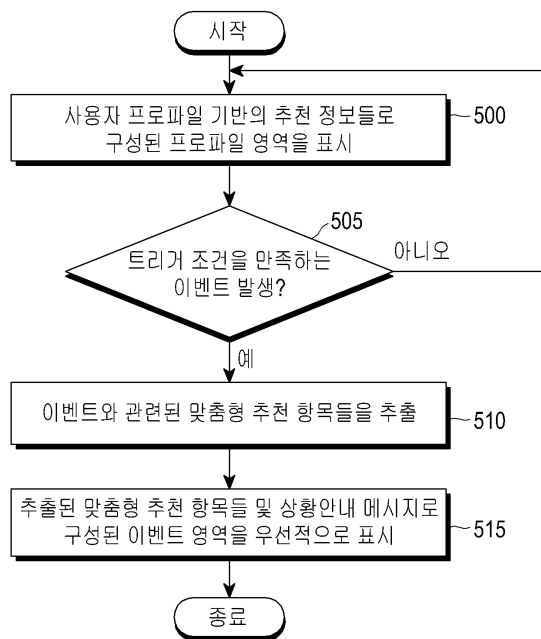 시작
사용자 프로파일 기반의 추천 정보들로
구성된 프로파일 영역을 표시
500
505
트리거 조건을 만족하는
이벤트 발생?
아니오
예
이벤트와 관련된 맞춤형 추천 항목들을 추출
510
추출된 맞춤형 추천 항목들 및 상황안내 메시지로
구성된 이벤트 영역을 우선적으로 표시
515
종료